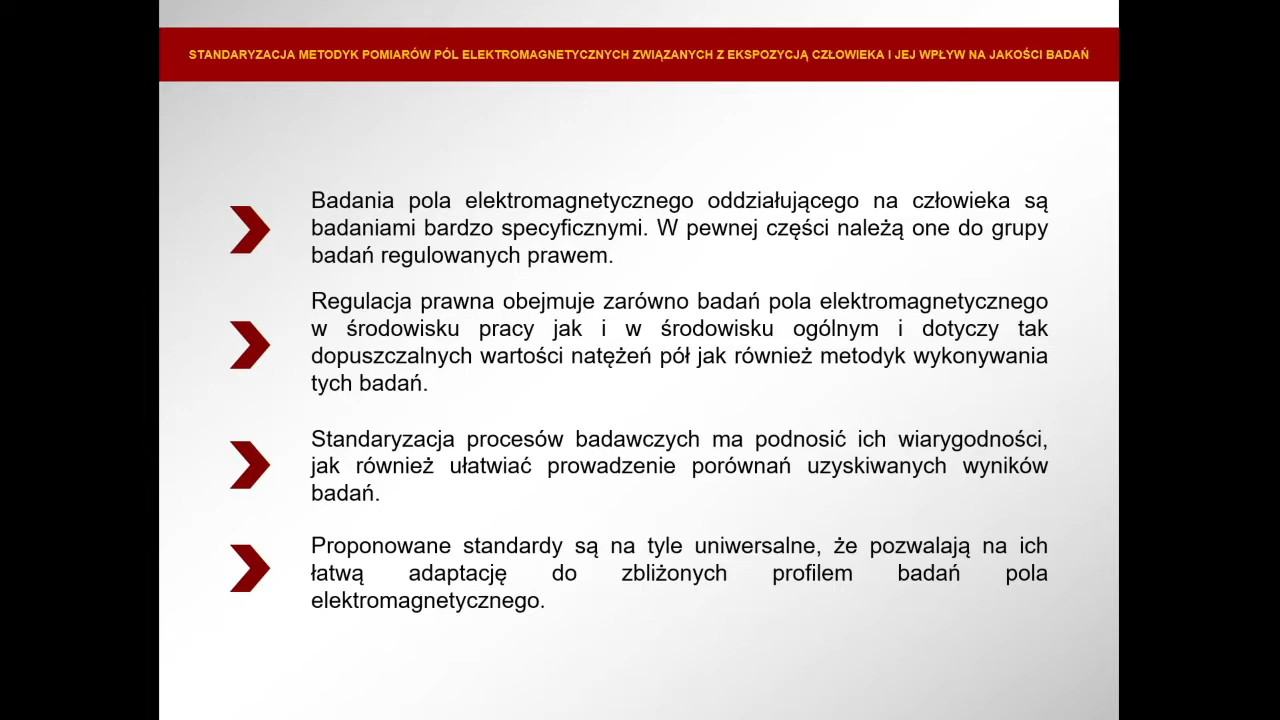 STANDARYZACJA METODYK POMIARÓW PÓL ELEKTROMAGNETYCZNYCH ZWIĄZANYCH Z EKSPOZYCJĄ CZŁOWIEKA I JEJ WPŁYW NA JAKOŚCI BADAŃ
Badania pola elektromagnetycznego oddziałującego na człowieka są
badaniami bardzo specyficznymi. W pewnej części należą one do grupy
badań regulowanych prawem.
Regulacja prawna obejmuje zarówno badań pola elektromagnetycznego
w środowisku pracy jak i w środowisku ogólnym i dotyczy tak
dopuszczalnych wartości natężeń pół jak również metodyk wykonywania
tych badań.
Standaryzacja procesów badawczych ma podnosić ich wiarygodności,
jak również ułatwiać prowadzenie porównań uzyskiwanych wyników
badań.
Proponowane standardy są na tyle uniwersalne, że pozwalają na ich
łatwą adaptację do zbliżonych profilem badań pola
elektromagnetycznego.